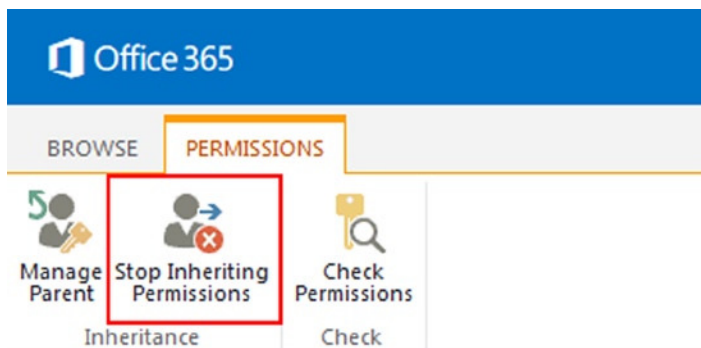 Office 365
BROWSE PERMISSIONS
Manage Parent
Stop Inheriting Permissions
Check Permissions
Inheritance
Check